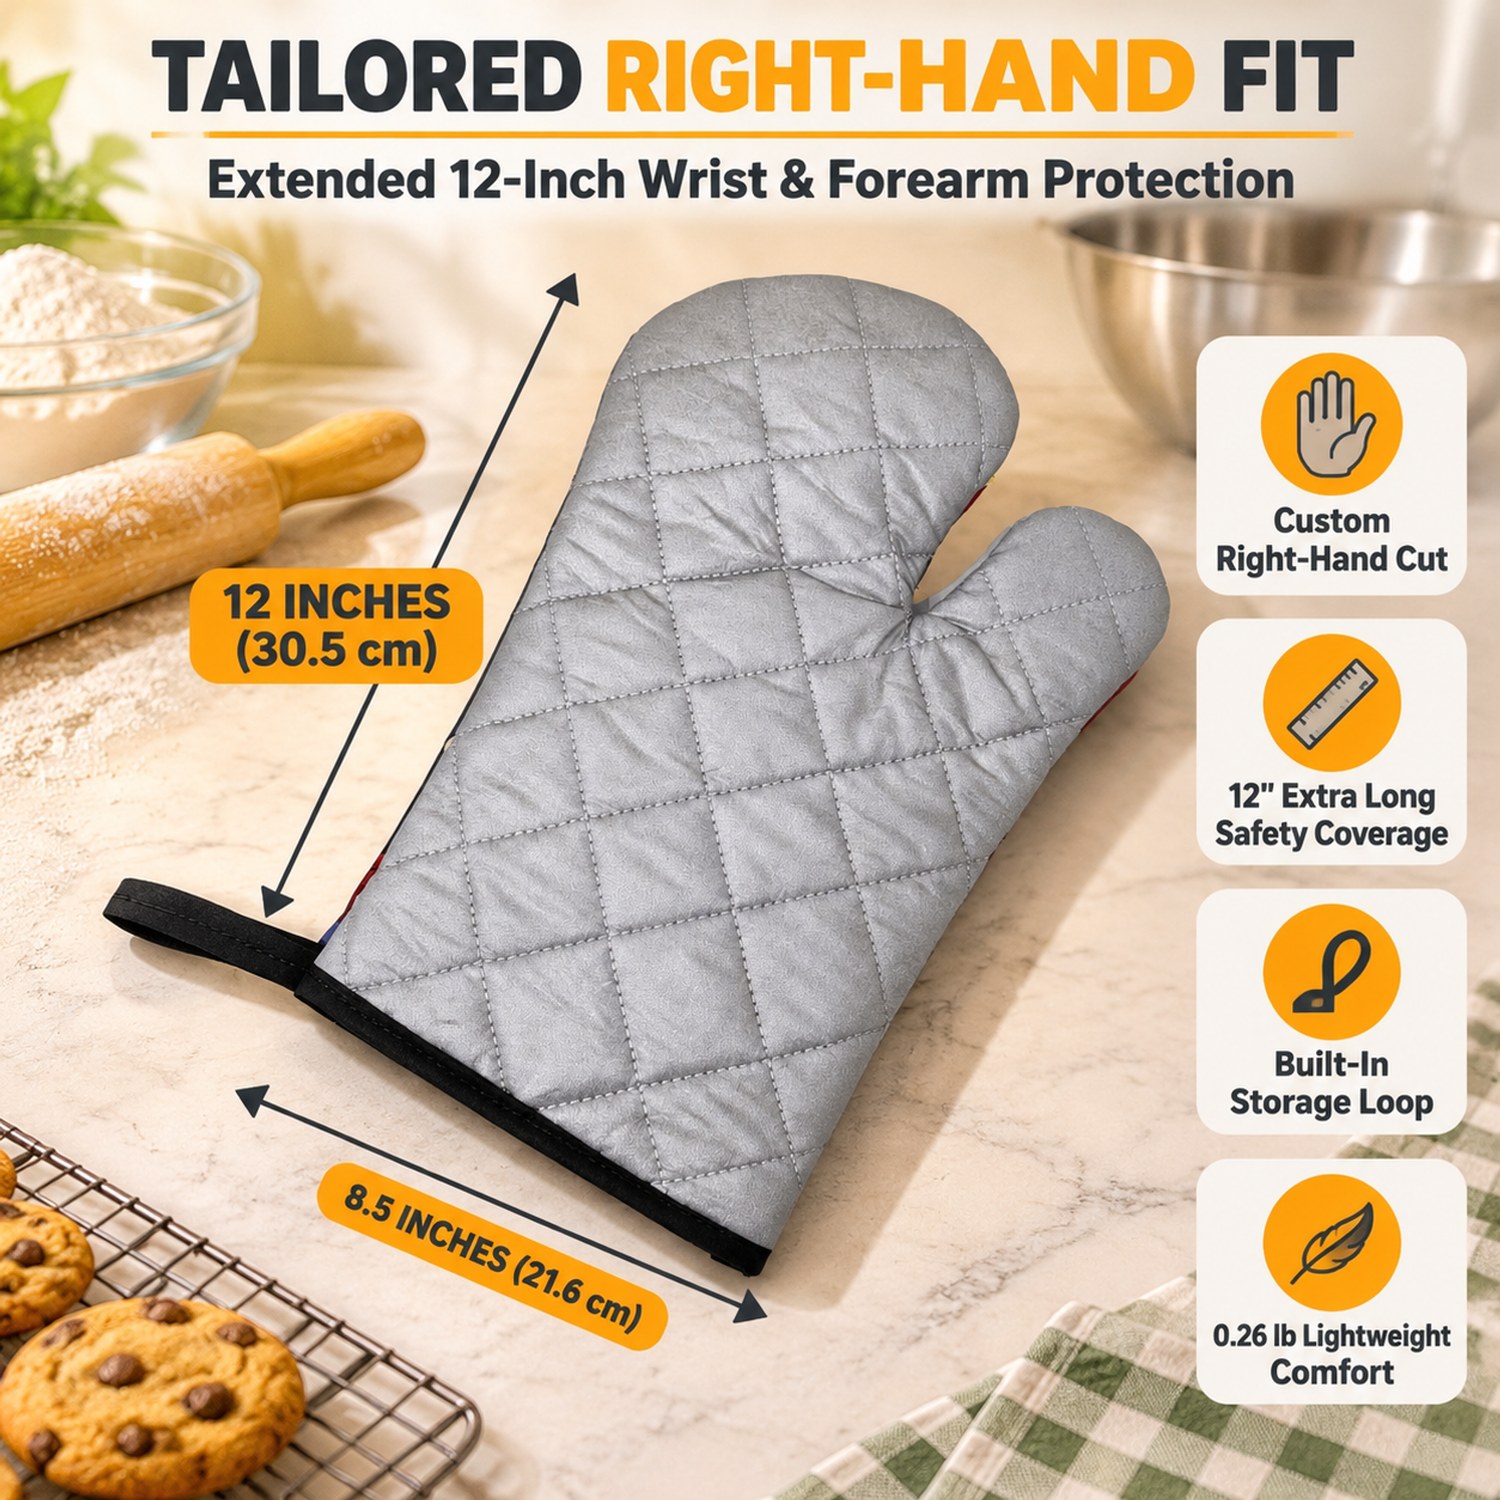 TAILORED RIGHT-HAND FIT
Extended 12-Inch Wrist & Forearm Protection
12 INCHES
(30.5 cm)
8.5 INCHES (21.6 cm)
Custom
Right-Hand Cut
12" Extra Long
Safety Coverage
Built-In
Storage Loop
0.26 lb Lightweight
Comfort